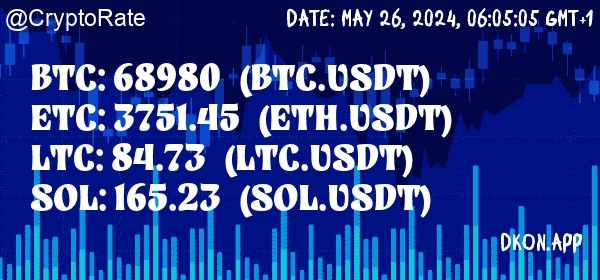 @CryptoRate
DATE: MAY 26, 2024, 06:05:05 GMT+1
BTC: 68980 (BTC.USDT)
ETC: 3751.45 (ETH.USDT)
LTC: 84.73 (LTC.USDT)
SOL: 165.23 (SOL.USDT)
DKON.APP